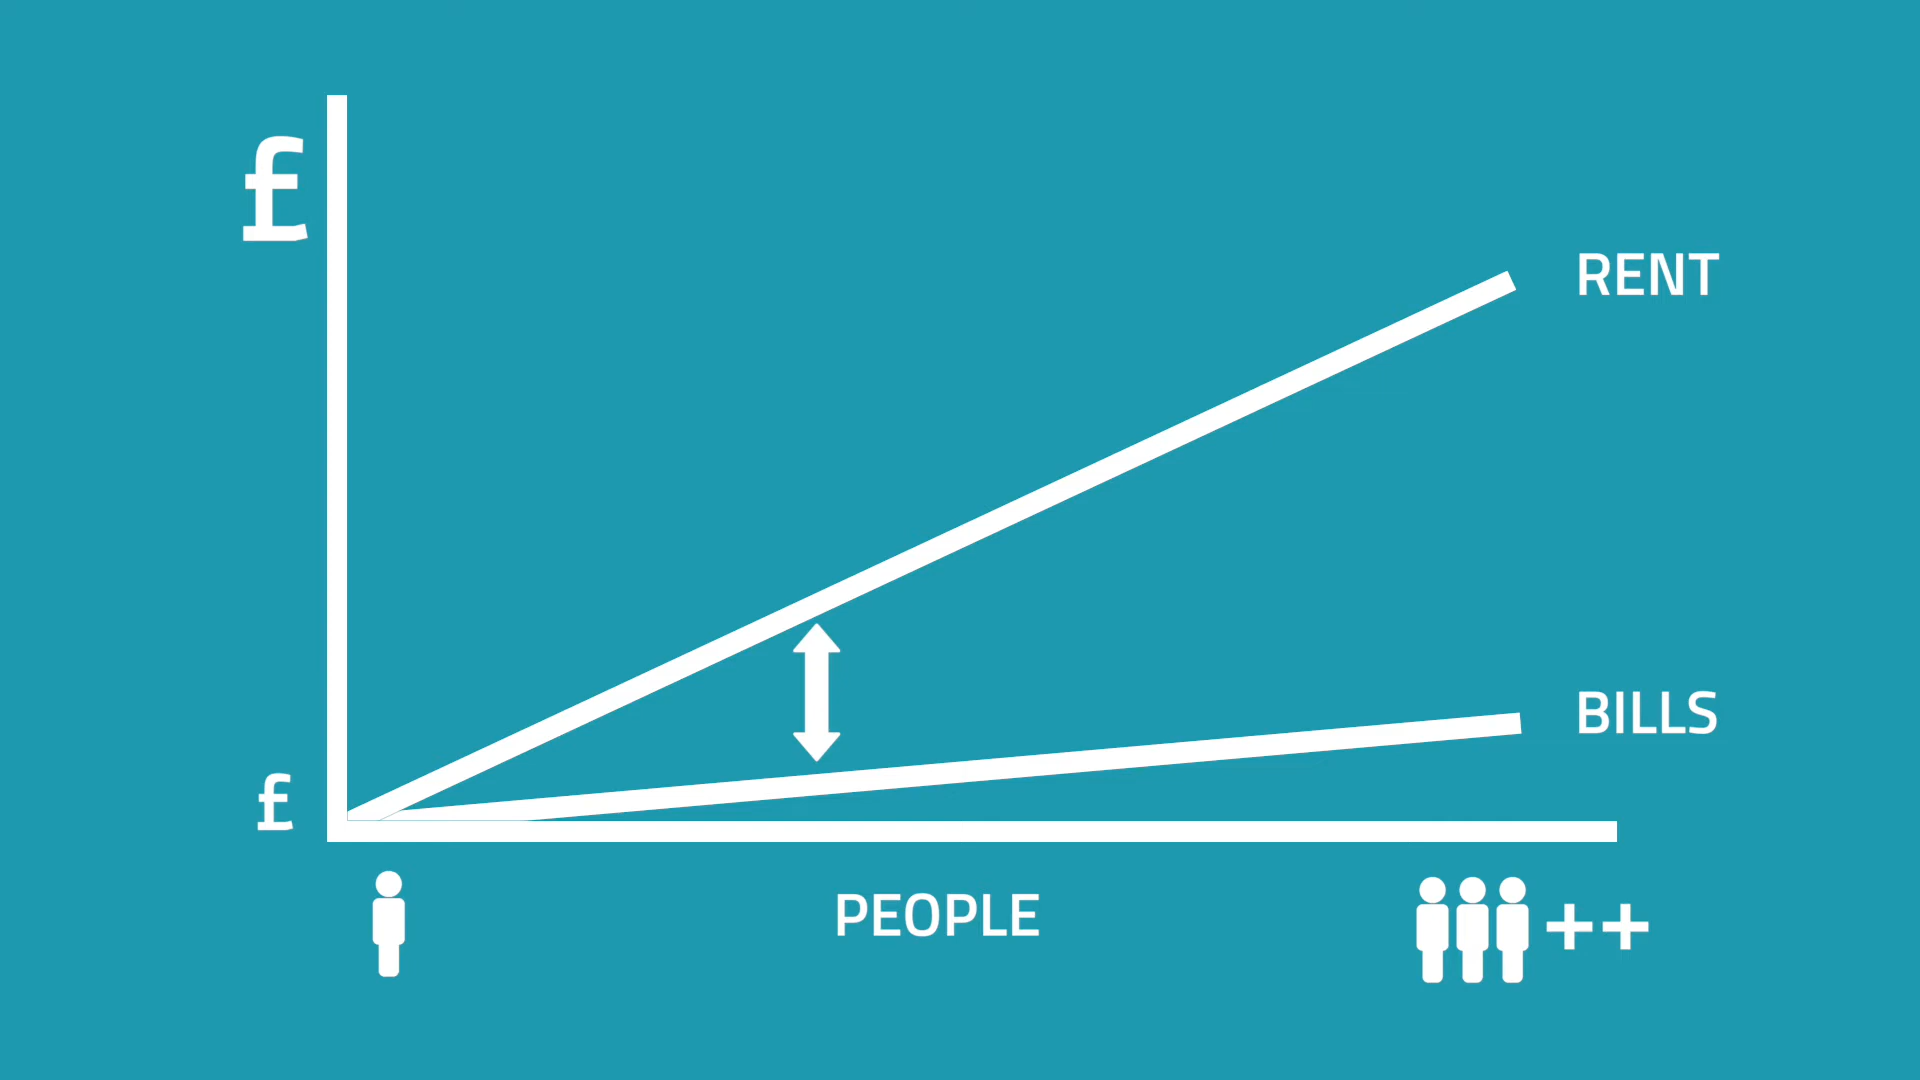 £
RENT
BILLS
£
PEOPLE
++